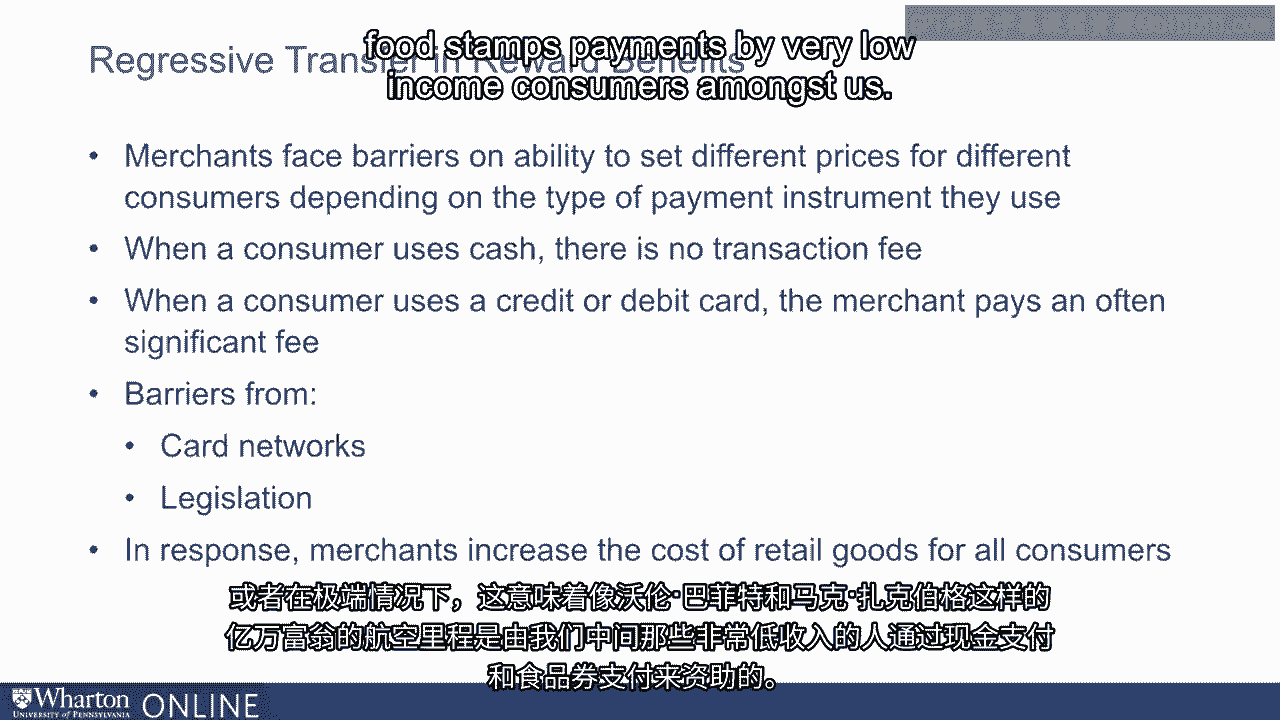 food stamps payments by very low
income consumers amongst us.
Regressive Transfer in Reward Benefits
• Merchants face barriers on ability to set different prices for different
consumers depending on the type of payment instrument they use
• When a consumer uses cash, there is no transaction fee
• When a consumer uses a credit or debit card, the merchant pays an often
significant fee
• Barriers from:
• Card networks
• Legislation
• In response, merchants increase the cost of retail goods for all consumers
或者在极端情况下，这意味着像沃伦·巴菲特和马克·扎克伯格这样的
亿万富翁的航空里程是由我们中间那些非常低收入的人通过现金支付
和食品券支付来资助的。
Wharton ONLINE
UNIVERSITY of PENNSYLVANIA